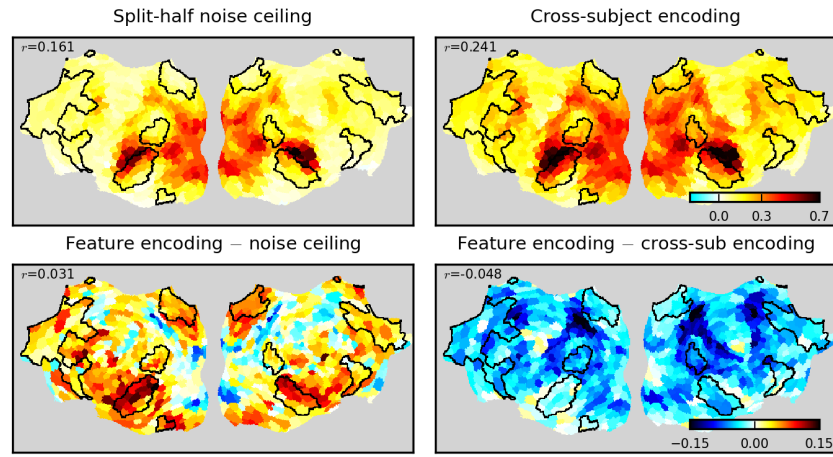 Split-half noise ceiling
Cross-subject encoding
r=0.161
r=0.241
0.0 0.3 0.7
Feature encoding − noise ceiling
Feature encoding − cross-sub encoding
r=0.031
r=-0.048
−0.15 0.00 0.15